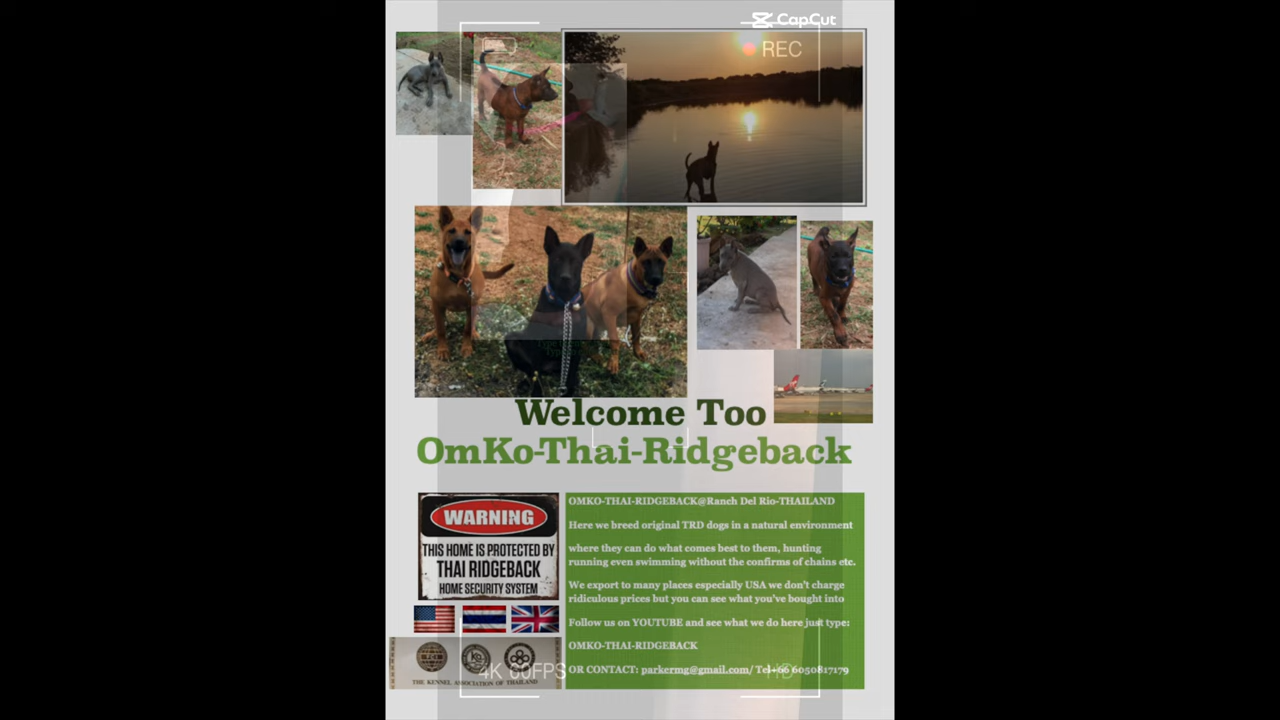 CapCut
REC
Welcome Too
OmKo-Thai-Ridgeback
WARNING
THIS HOME IS PROTECTED BY
THAI RIDGEBACK
HOME SECURITY SYSTEM
OMKO-THAI-RIDGEBACK@Ranch Del Rio-THAILAND
Here we breed original TRD dogs in a natural environment
where they can do what comes best to them, hunting
running even swimming without the confirms of chains etc.
We export to many places especially USA we don't charge
ridiculous prices but you can see what you've bought into
Follow us on YOUTUBE and see what we do here just type:
OMKO-THAI-RIDGEBACK
OR CONTACT: parkermg@gmail.com/ Tel+66 6050817179
THE KENNEL ASSOCIATION OF THAILAND
4K 60FPS
HD